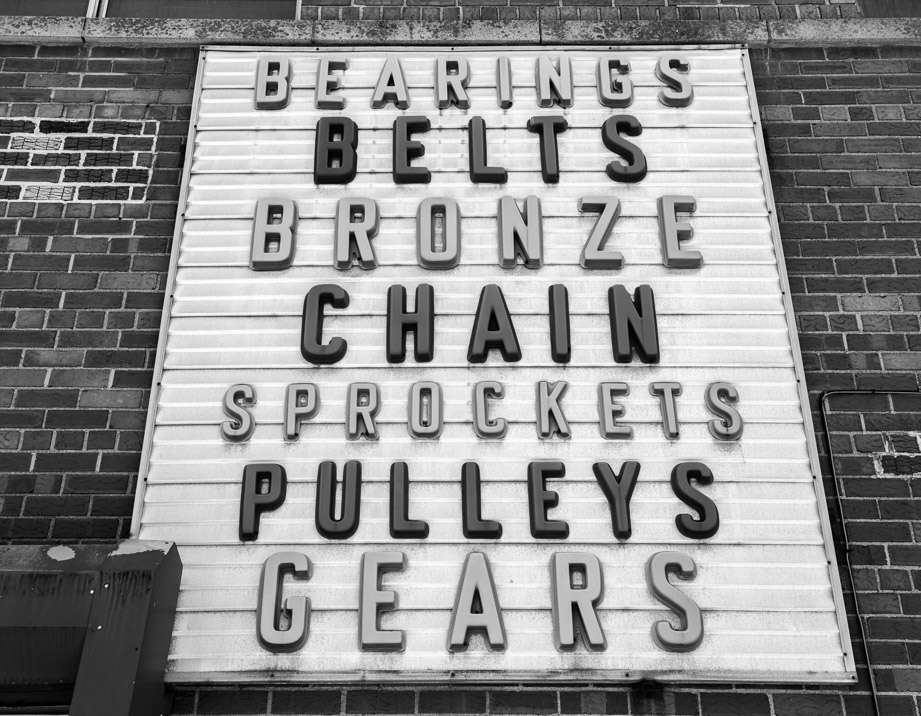 BEARINGS
BELTS
BRONZE
CHAIN
SPROCKETS
PULLEYS
GEARS